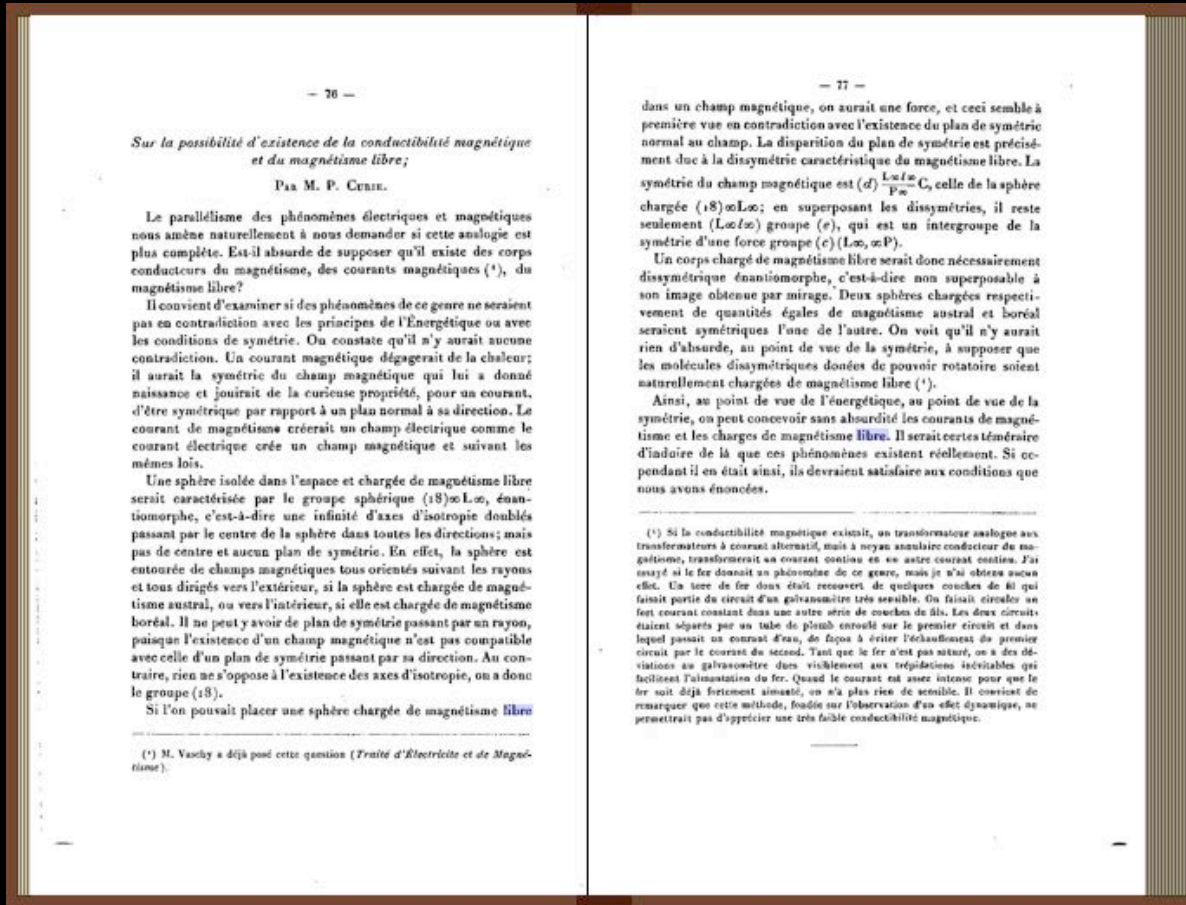 — 76 —
Sur la possibilité d'existence de la conductibilité magnétique
et du magnétisme libre;
PAR M. P. CURIE.
Le parallélisme des phénomènes électriques et magnétiques
nous amène naturellement à nous demander si cette analogie est
plus complète. Est-il absurde de supposer qu'il existe des corps
conducteurs du magnétisme, des courants magnétiques (¹), du
magnétisme libre?
Il convient d'examiner si des phénomènes de ce genre ne seraient
pas en contradiction avec les principes de l'Énergétique ou avec
les conditions de symétrie. On constate qu'il n'y aurait aucune
contradiction. Un courant magnétique dégagerait de la chaleur;
il aurait la symétrie du champ magnétique qui lui a donné
naissance et jouirait de la curieuse propriété, pour un courant,
d'être symétrique par rapport à un plan normal à sa direction. Le
courant de magnétisme créerait un champ électrique comme le
courant électrique crée un champ magnétique et suivant les
mêmes lois.
Une sphère isolée dans l'espace et chargée de magnétisme libre
serait caractérisée par le groupe sphérique (18)∞L∞, énan-
tiomorphe, c'est-à-dire une infinité d'axes d'isotropie doublés
passant par le centre de la sphère dans toutes les directions; mais
pas de centre et aucun plan de symétrie. En effet, la sphère est
entourée de champs magnétiques tous orientés suivant les rayons
et tous dirigés vers l'extérieur, si la sphère est chargée de magné-
tisme austral, ou vers l'intérieur, si elle est chargée de magnétisme
boréal. Il ne peut y avoir de plan de symétrie passant par un rayon,
puisque l'existence d'un champ magnétique n'est pas compatible
avec celle d'un plan de symétrie passant par sa direction. Au con-
traire, rien ne s'oppose à l'existence des axes d'isotropie, on a donc
le groupe (18).
Si l'on pouvait placer une sphère chargée de magnétisme libre
(¹) M. Vaschy a déjà posé cette question (Traité d'Électricité et de Magné-
tisme).
— 77 —
dans un champ magnétique, on aurait une force, et ceci semble à
première vue en contradiction avec l'existence du plan de symétrie
normal au champ. La disparition du plan de symétrie est précisé-
ment due à la dissymétrie caractéristique du magnétisme libre. La
symétrie du champ magnétique est (d) L∞l∞/P∞ C, celle de la sphère
chargée (18)∞L∞; en superposant les dissymétries, il reste
seulement (L∞l∞) groupe (e), qui est un intergroupe de la
symétrie d'une force groupe (c) (L∞, ∞P).
Un corps chargé de magnétisme libre serait donc nécessairement
dissymétrique énantiomorphe, c'est-à-dire non superposable à
son image obtenue par mirage. Deux sphères chargées respecti-
vement de quantités égales de magnétisme austral et boréal
seraient symétriques l'une de l'autre. On voit qu'il n'y aurait
rien d'absurde, au point de vue de la symétrie, à supposer que
les molécules dissymétriques douées de pouvoir rotatoire soient
naturellement chargées de magnétisme libre (¹).
Ainsi, au point de vue de l'énergétique, au point de vue de la
symétrie, on peut concevoir sans absurdité les courants de magné-
tisme et les charges de magnétisme libre. Il serait certes téméraire
d'induire de là que ces phénomènes existent réellement. Si ce-
pendant il en était ainsi, ils devraient satisfaire aux conditions que
nous avons énoncées.
(¹) Si la conductibilité magnétique existait, un transformateur analogue aux
transformateurs à courant alternatif, mais à noyau annulaire conducteur du ma-
gnétisme, transformerait un courant continu en un autre courant continu. J'ai
essayé si le fer donnait un phénomène de ce genre, mais je n'ai obtenu aucun
effet. Un tore de fer doux était recouvert de quelques couches de fil qui
faisait partie du circuit d'un galvanomètre très sensible. On faisait circuler un
fort courant constant dans une autre série de couches de fils. Les deux circuits
étaient séparés par un tube de plomb enroulé sur le premier circuit et dans
lequel passait un courant d'eau, de façon à éviter l'échauffement du premier
circuit par le courant du second. Tant que le fer n'est pas saturé, on a des dé-
viations au galvanomètre dues visiblement aux trépidations inévitables qui
facilitent l'aimantation du fer. Quand le courant est assez intense pour que le
fer soit déjà fortement aimanté, on n'a plus rien de sensible. Il convient de
remarquer que cette méthode, fondée sur l'observation d'un effet dynamique, ne
permettrait pas d'apprécier une très faible conductibilité magnétique.